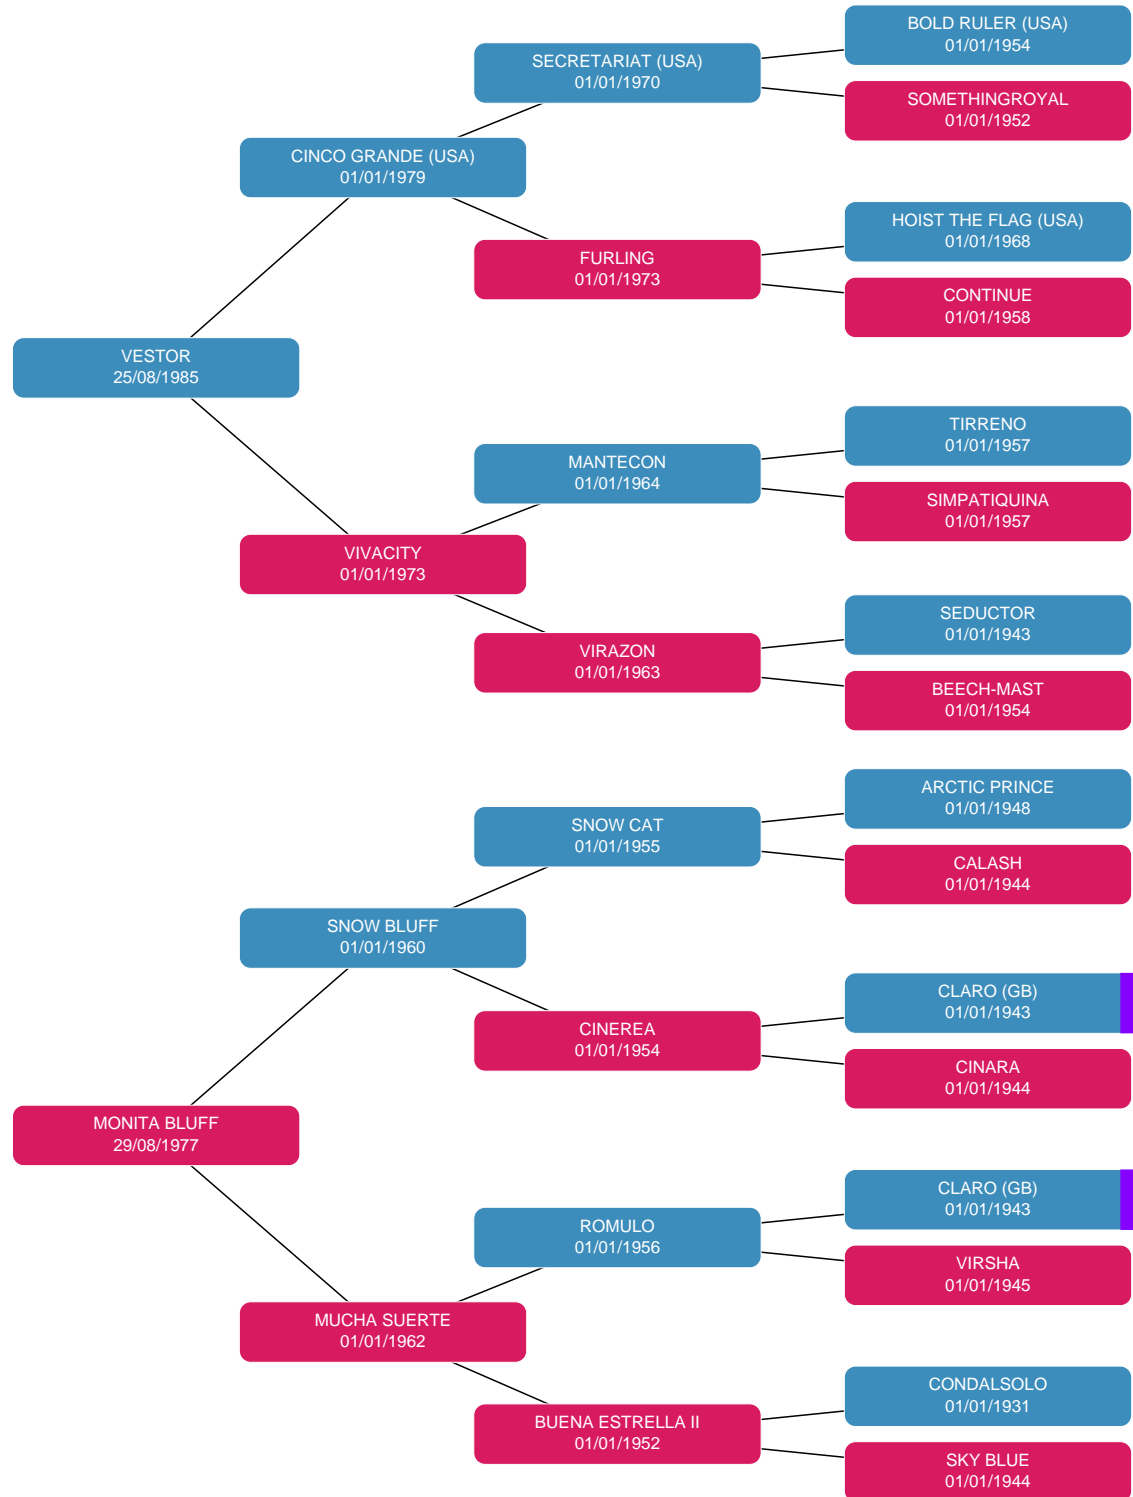 BOLD RULER (USA)
01/01/1954
SECRETARIAT (USA)
01/01/1970
SOMETHINGROYAL
01/01/1952
CINCO GRANDE (USA)
01/01/1979
HOIST THE FLAG (USA)
01/01/1968
FURLING
01/01/1973
CONTINUE
01/01/1958
VESTOR
25/08/1985
TIRRENO
01/01/1957
MANTECON
01/01/1964
SIMPATIQUINA
01/01/1957
VIVACITY
01/01/1973
SEDUCTOR
01/01/1943
VIRAZON
01/01/1963
BEECH-MAST
01/01/1954
ARCTIC PRINCE
01/01/1948
SNOW CAT
01/01/1955
CALASH
01/01/1944
SNOW BLUFF
01/01/1960
CLARO (GB)
01/01/1943
CINEREA
01/01/1954
CINARA
01/01/1944
MONITA BLUFF
29/08/1977
CLARO (GB)
01/01/1943
ROMULO
01/01/1956
VIRSHA
01/01/1945
MUCHA SUERTE
01/01/1962
CONDALSOLO
01/01/1931
BUENA ESTRELLA II
01/01/1952
SKY BLUE
01/01/1944